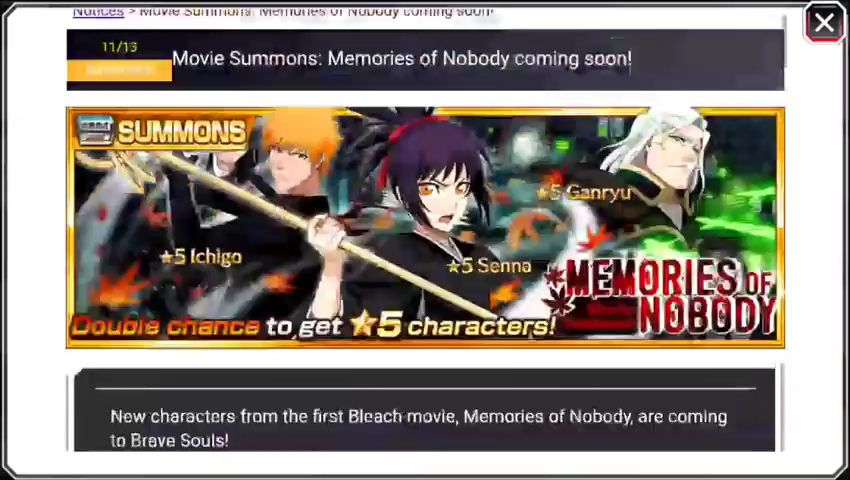 Notices > Movie Summons: Memories of Nobody coming soon!
11/13
Movie Summons: Memories of Nobody coming soon!
SUMMONS
★5 Ganryu
★5 Ichigo
★5 Senna
MEMORIES OF
NOBODY
Double chance to get ★5 characters!
New characters from the first Bleach movie, Memories of Nobody, are coming
to Brave Souls!